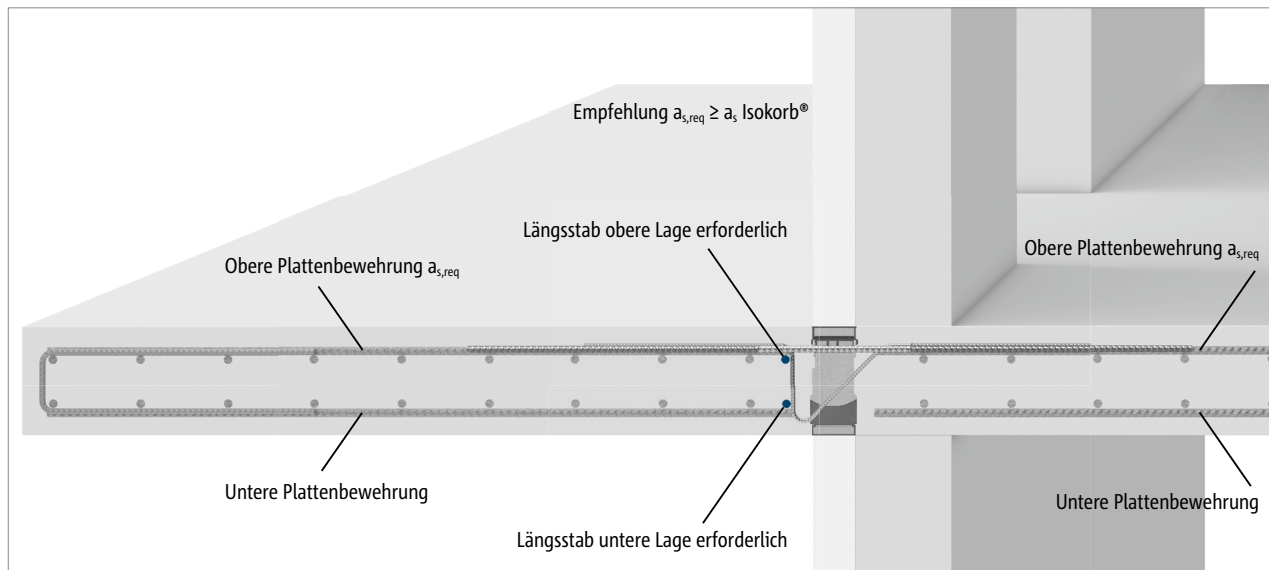 Empfehlung a_s,req ≥ a_s Isokorb®
Längsstab obere Lage erforderlich
Obere Plattenbewehrung a_s,req
Obere Plattenbewehrung a_s,req
Untere Plattenbewehrung
Untere Plattenbewehrung
Längsstab untere Lage erforderlich